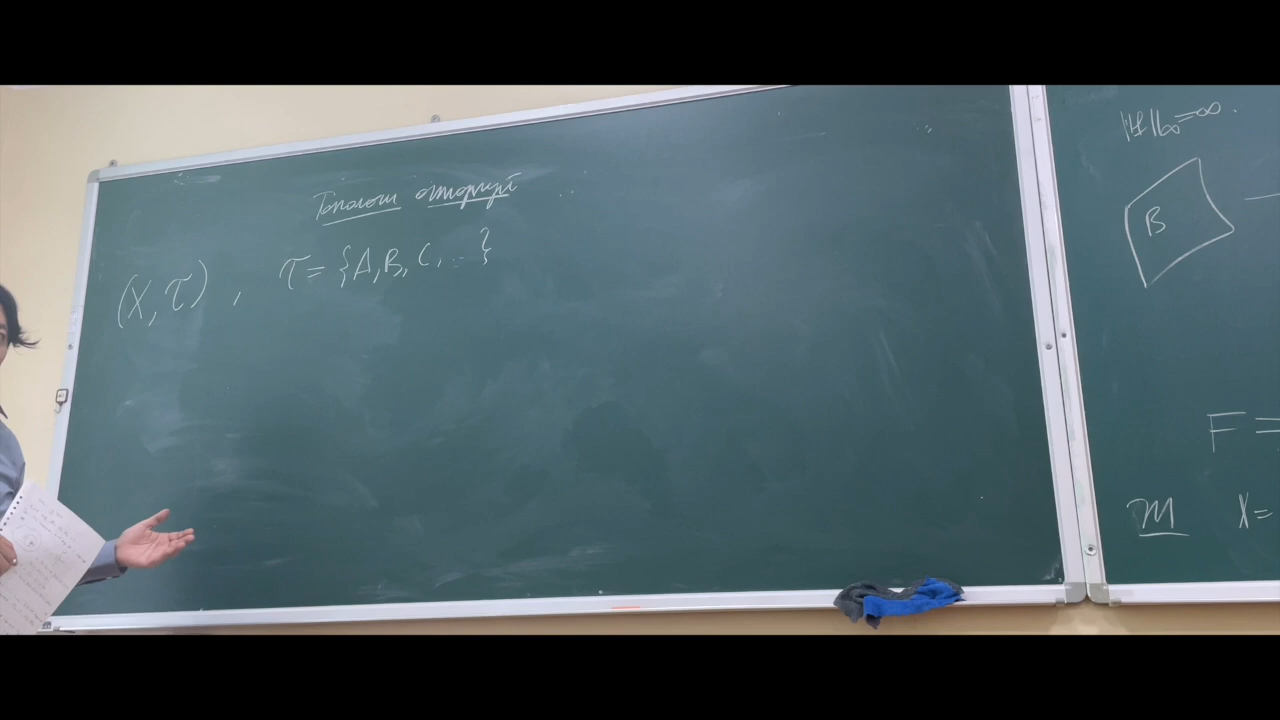 Топологи огторгуй
(X, τ), τ = {A, B, C, ... }
‖·‖∞ = ∞.
B
F =
m X =